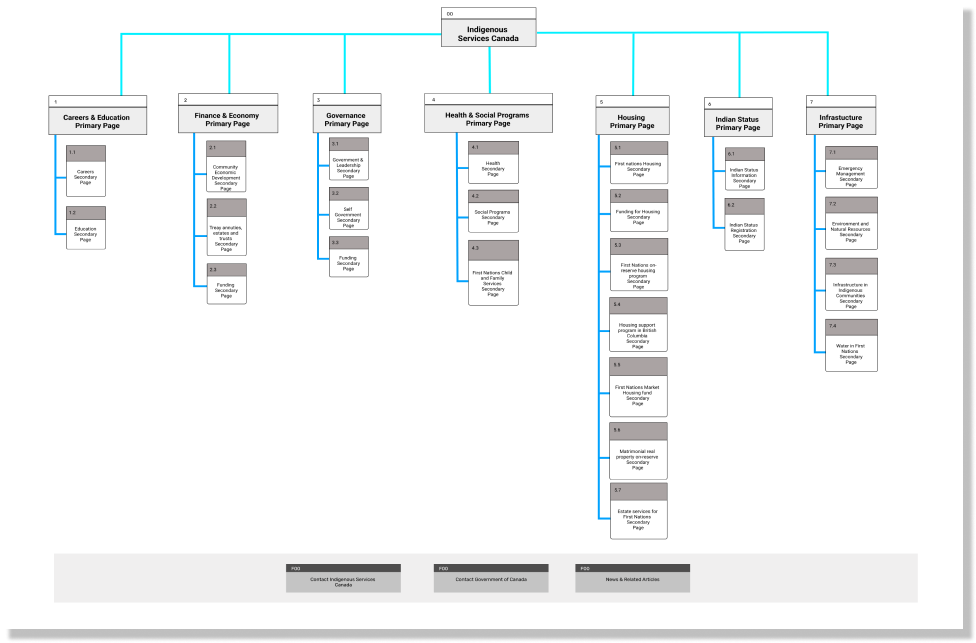 00
Indigenous
Services Canada
1
Careers & Education
Primary Page
1.1
Careers
Secondary
Page
1.2
Education
Secondary
Page
2
Finance & Economy
Primary Page
2.1
Community
Economic
Development
Secondary
Page
2.2
Treay annuties,
estates and
trusts
Secondary
Page
2.3
Funding
Secondary
Page
3
Governance
Primary Page
3.1
Government &
Leadership
Secondary
Page
3.2
Self
Government
Secondary
Page
3.3
Funding
Secondary
Page
4
Health & Social Programs
Primary Page
4.1
Health
Secondary
Page
4.2
Social Programs
Secondary
Page
4.3
First Nations Child
and Family
Services
Secondary
Page
5
Housing
Primary Page
5.1
First nations Housing
Secondary
Page
5.2
Funding for Housing
Secondary
Page
5.3
First Nations on-
reserve housing
program
Secondary
Page
5.4
Housing support
program in British
Columbia
Secondary
Page
5.5
First Nations Market
Housing fund
Secondary
Page
5.6
Matrimonial real
property on-reserve
Secondary
Page
5.7
Estate services for
First Nations
Secondary
Page
6
Indian Status
Primary Page
6.1
Indian Status
Information
Secondary
Page
6.2
Indian Status
Registration
Secondary
Page
7
Infrastucture
Primary Page
7.1
Emergency
Management
Secondary
Page
7.2
Environment and
Natural Resources
Secondary
Page
7.3
Infrastructure in
Indigenous
Communities
Secondary
Page
7.4
Water in First
Nations
Secondary
Page
F00
Contact Indigenous Services
Canada
F00
Contact Government of Canada
F00
News & Related Articles